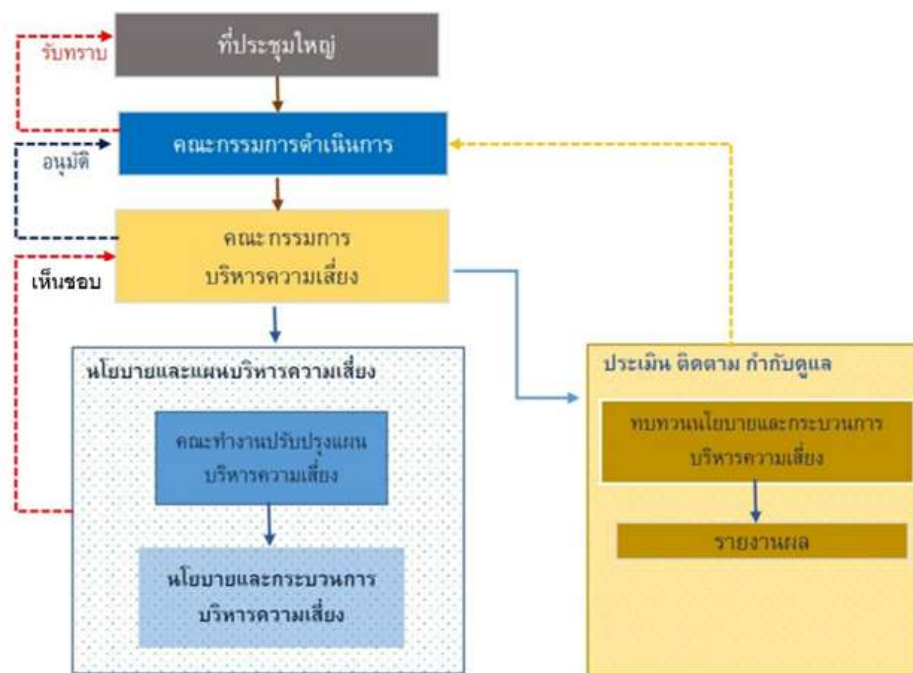 ที่ประชุมใหญ่
รับทราบ
คณะกรรมการดำเนินการ
อนุมัติ
คณะกรรมการ
บริหารความเสี่ยง
เห็นชอบ
นโยบายและแผนบริหารความเสี่ยง
คณะทำงานปรับปรุงแผน
บริหารความเสี่ยง
นโยบายและกระบวนการ
บริหารความเสี่ยง
ประเมิน ติดตาม กำกับดูแล
ทบทวนนโยบายและกระบวนการ
บริหารความเสี่ยง
รายงานผล